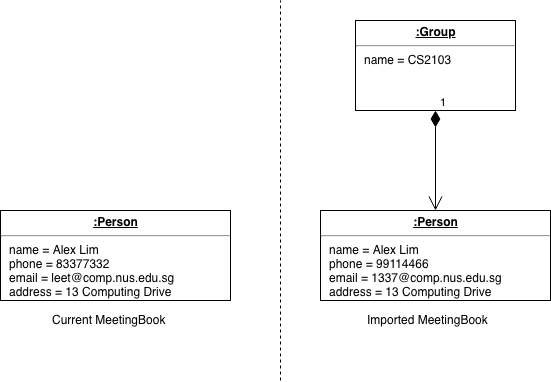 :Group
name = CS2103
1
:Person
name = Alex Lim
phone = 83377332
email = leet@comp.nus.edu.sg
address = 13 Computing Drive
Current MeetingBook
:Person
name = Alex Lim
phone = 99114466
email = 1337@comp.nus.edu.sg
address = 13 Computing Drive
Imported MeetingBook